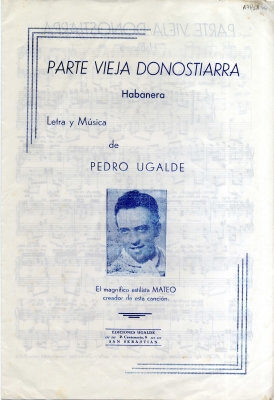 PARTE VIEJA DONOSTIARRA
Habanera
Letra y Música
de
PEDRO UGALDE
El magnífico estilista MATEO
creador de esta canción.
EDICIONES UGALDE
SAN SEBASTIAN